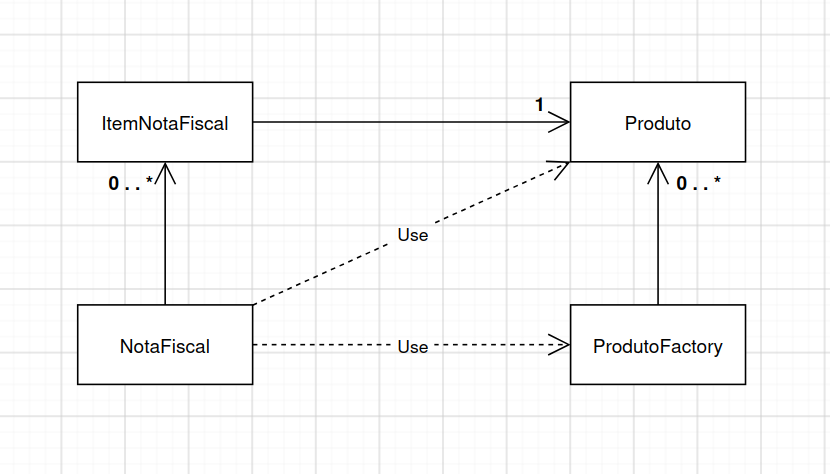 1
ItemNotaFiscal
Produto
0 . . *
0 . . *
Use
NotaFiscal
Use
ProdutoFactory